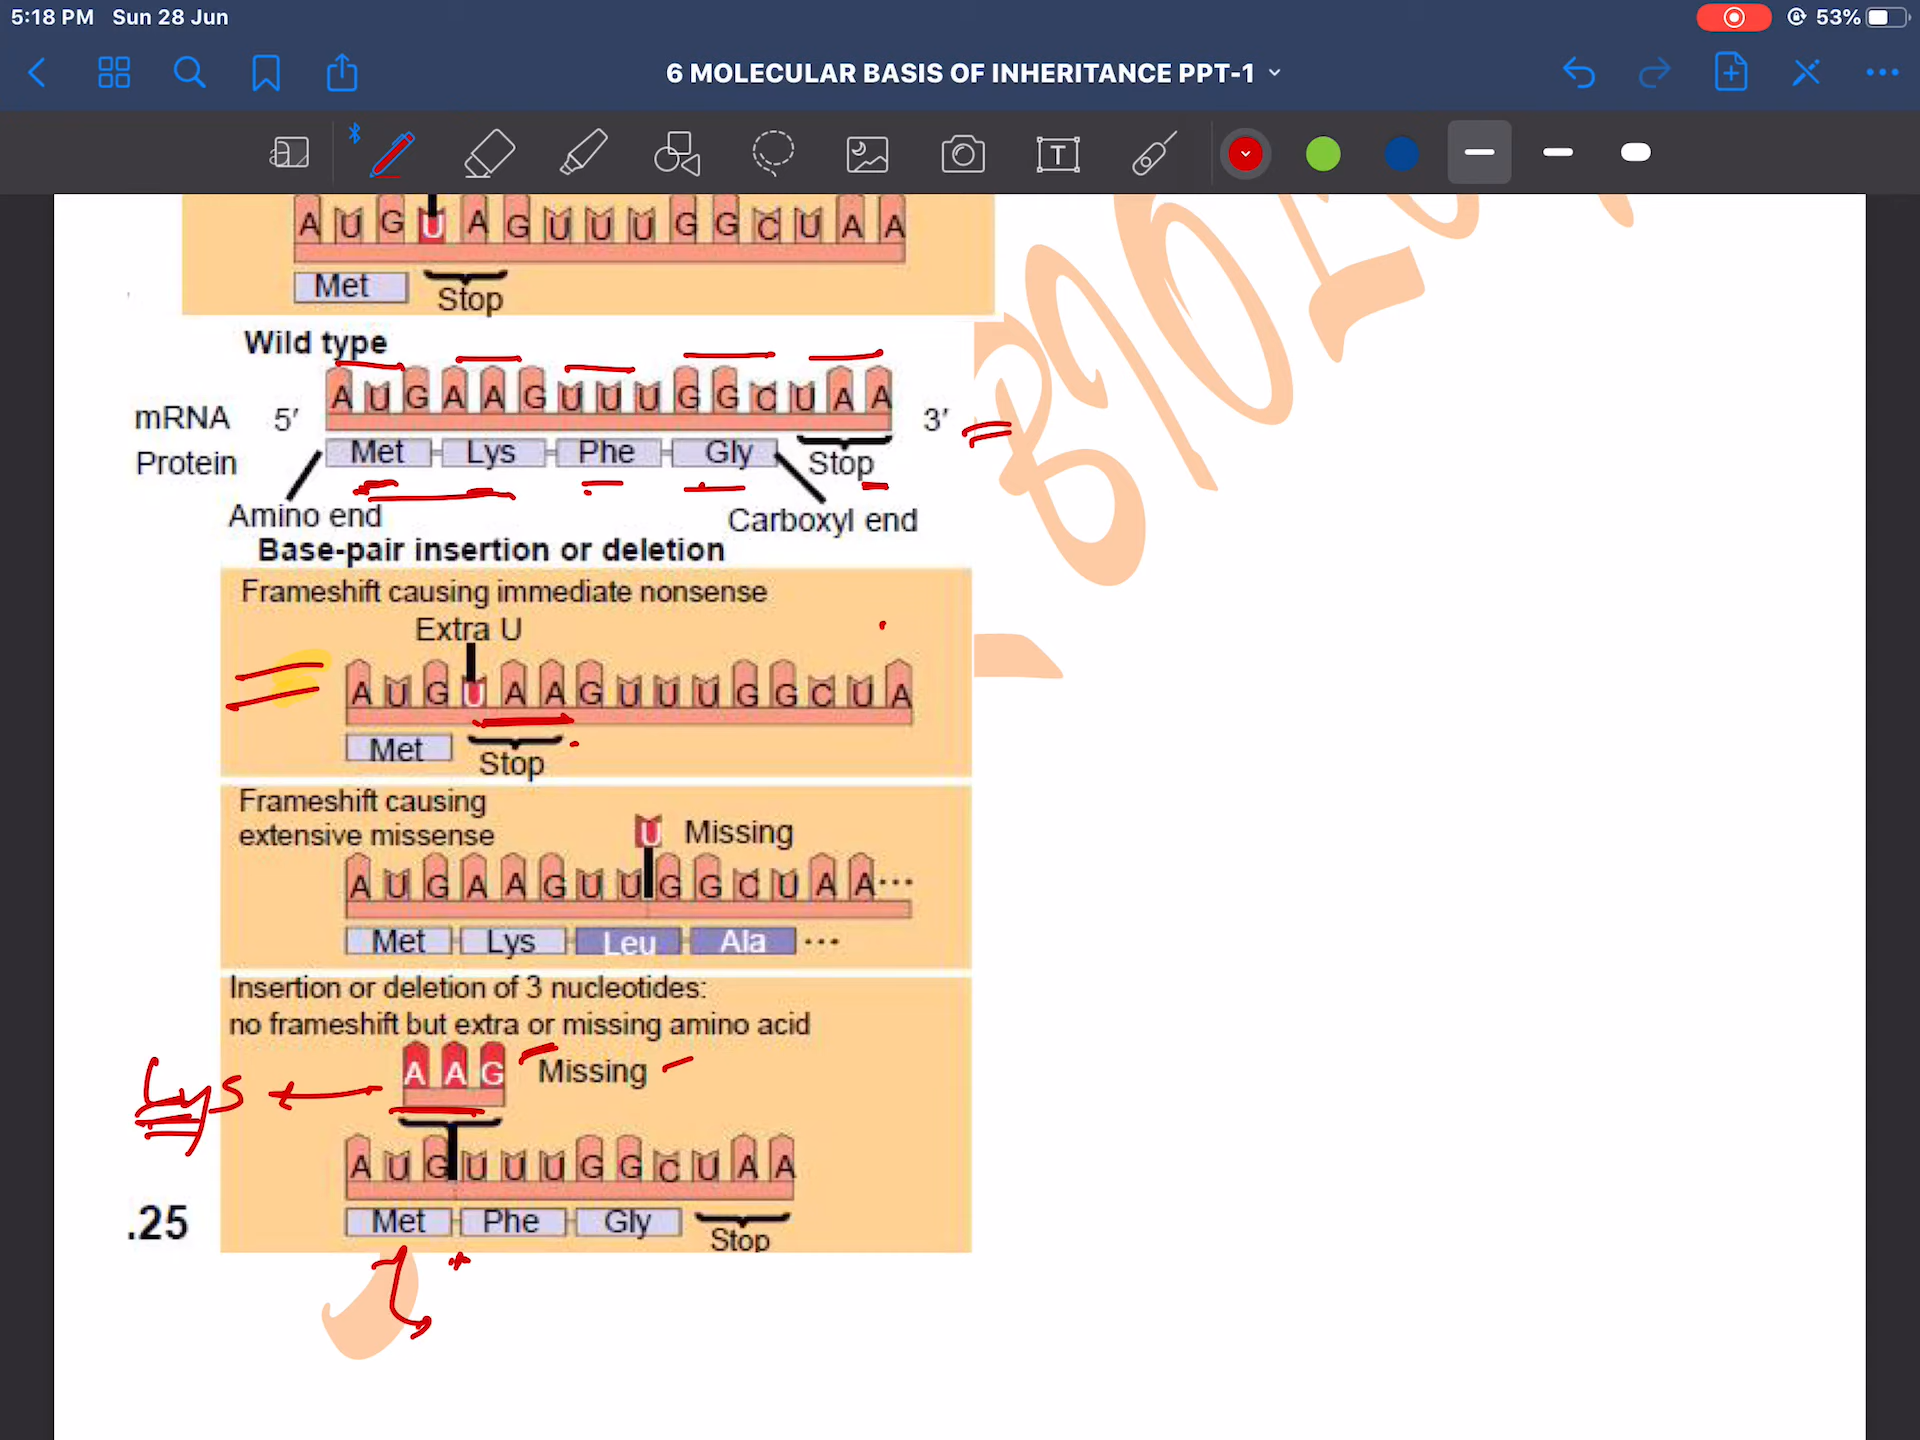 5:18 PM Sun 28 Jun
53%
6 MOLECULAR BASIS OF INHERITANCE PPT-1
A U G U A G U U U G G C U A A
Met
Stop
Wild type
mRNA 5′ A U G A A G U U U G G C U A A 3′
Protein Met Lys Phe Gly Stop
Amino end Carboxyl end
Base-pair insertion or deletion
Frameshift causing immediate nonsense
Extra U
A U G U A A G U U U G G C U A
Met
Stop
Frameshift causing
extensive missense
U Missing
A U G A A G U U G G C U A A...
Met Lys Leu Ala ...
Insertion or deletion of 3 nucleotides:
no frameshift but extra or missing amino acid
A A G Missing
Lys
A U G U U U G G C U A A
.25
Met Phe Gly
Stop